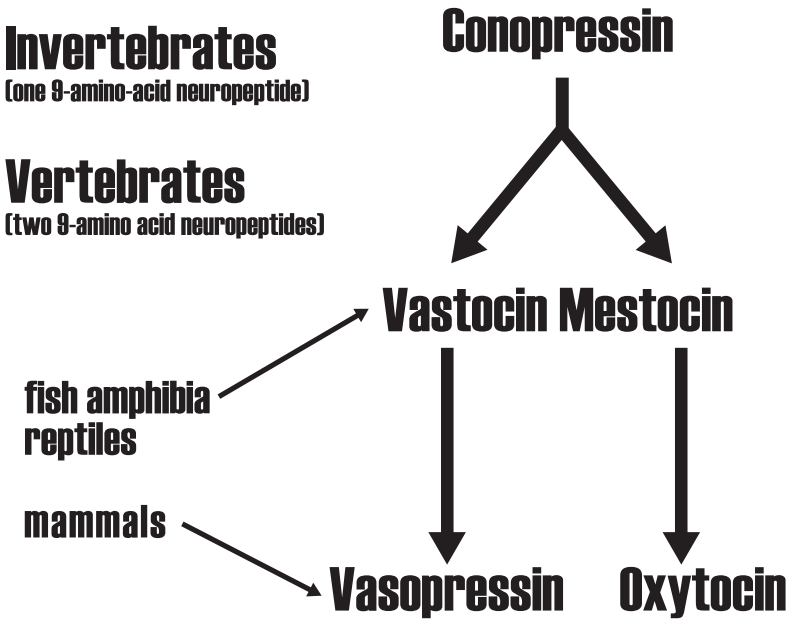 Invertebrates
(one 9-amino-acid neuropeptide)
Conopressin
Vertebrates
(two 9-amino acid neuropeptides)
Vastocin Mestocin
fish amphibia
reptiles
mammals
Vasopressin
Oxytocin